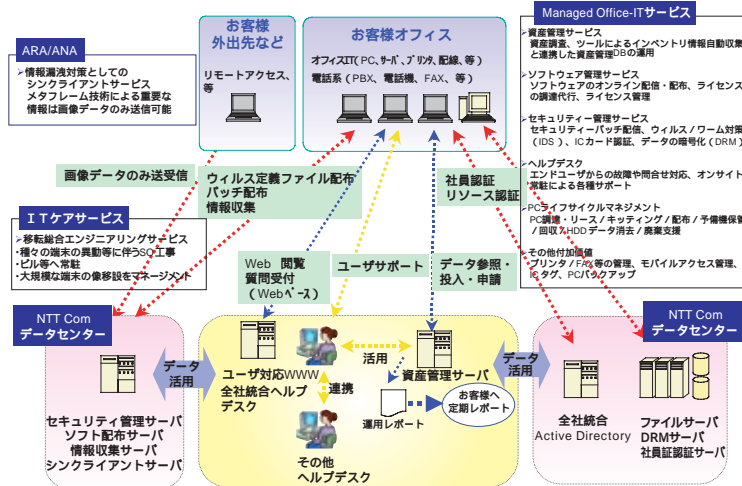 お客様
外出先など
リモートアクセス、
等
お客様オフィス
オフィスIT(PC、サーバ、プリンタ、配線、等)
電話系(PBX、電話機、FAX、等)
ARA/ANA
➢情報漏洩対策としての
シンクライアントサービス
メタフレーム技術による重要な
情報は画像データのみ送信可能
Managed Office-ITサービス
➢資産管理サービス
資産調査、ツールによるインベントリ情報自動収集
と連携した資産管理DBの運用
➢ソフトウェア管理サービス
ソフトウェアのオンライン配信・配布、ライセンス
の調達代行、ライセンス管理
➢セキュリティー管理サービス
セキュリティーパッチ配信、ウィルス/ワーム対策
(IDS)、ICカード認証、データの暗号化(DRM)
➢ヘルプデスク
エンドユーザからの故障や問合せ対応、オンサイト
常駐による各種サポート
➢PCライフサイクルマネジメント
PC調達・リース/キッティング/配布/予備機保管
/回収/HDDデータ消去/廃棄支援
➢その他付加価値
プリンタ/FAX等の管理、モバイルアクセス管理、
ICタグ、PCバックアップ
画像データのみ送受信
ウィルス定義ファイル配布
パッチ配布
情報収集
社員認証
リソース認証
ITケアサービス
➢移転総合エンジニアリングサービス
・種々の端末の異動等に伴うSO工事
・ビル等へ常駐
・大規模な端末の像移設をマネージメント
Web 閲覧
質問受付
(Webベース)
ユーザサポート
データ参照・
投入・申請
NTT Com
データセンター
データ
活用
セキュリティ管理サーバ
ソフト配布サーバ
情報収集サーバ
シンクライアントサーバ
ユーザ対応WWW
全社統合ヘルプ
デスク
連携
その他
ヘルプデスク
活用
資産管理サーバ
運用レポート
お客様へ
定期レポート
データ
活用
NTT Com
データセンター
全社統合
Active Directory
ファイルサーバ
DRMサーバ
社員証認証サーバ